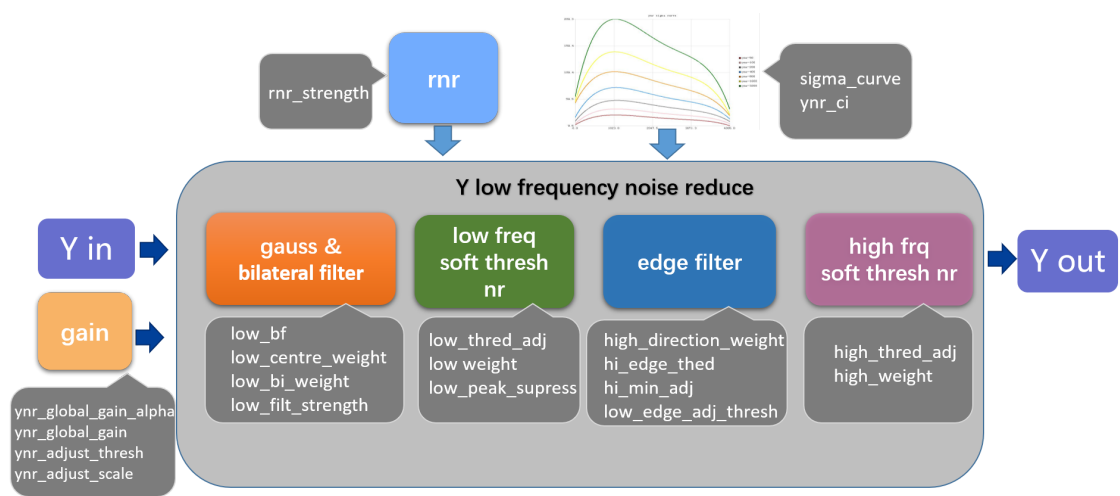 rnr_strength
rnr
sigma_curve
ynr_ci
Y low frequency noise reduce
Y in
gauss &
bilateral filter
low freq
soft thresh
nr
edge filter
high frq
soft thresh nr
Y out
gain
low_bf
low_centre_weight
low_bi_weight
low_filt_strength
low_thred_adj
low weight
low_peak_supress
high_direction_weight
hi_edge_thed
hi_min_adj
low_edge_adj_thresh
high_thred_adj
high_weight
ynr_global_gain_alpha
ynr_global_gain
ynr_adjust_thresh
ynr_adjust_scale